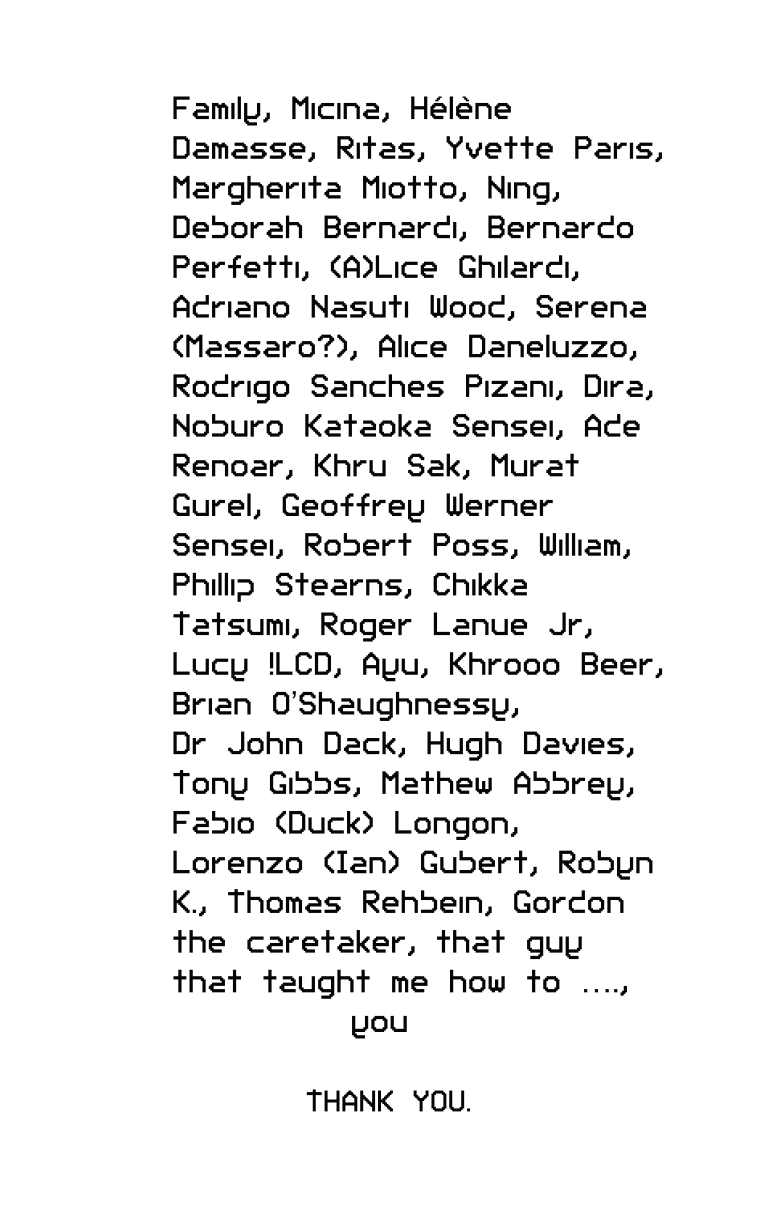 Family, Micina, Hélène
Damasse, Ritas, Yvette Paris,
Margherita Miotto, Ning,
Deborah Bernardi, Bernardo
Perfetti, (A)Lice Ghilardi,
Adriano Nasuti Wood, Serena
(Massaro?), Alice Daneluzzo,
Rodrigo Sanches Pizani, Dira,
Noburo Kataoka Sensei, Ade
Renoar, Khru Sak, Murat
Gurel, Geoffrey Werner
Sensei, Robert Poss, William,
Phillip Stearns, Chikka
Tatsumi, Roger Lanue Jr,
Lucy !LCD, Ayu, Khrooo Beer,
Brian O'Shaughnessy,
Dr John Dack, Hugh Davies,
Tony Gibbs, Mathew Abbrey,
Fabio (Duck) Longon,
Lorenzo (Ian) Gubert, Robyn
K., Thomas Rehbein, Gordon
the caretaker, that guy
that taught me how to ....,
you
THANK YOU.